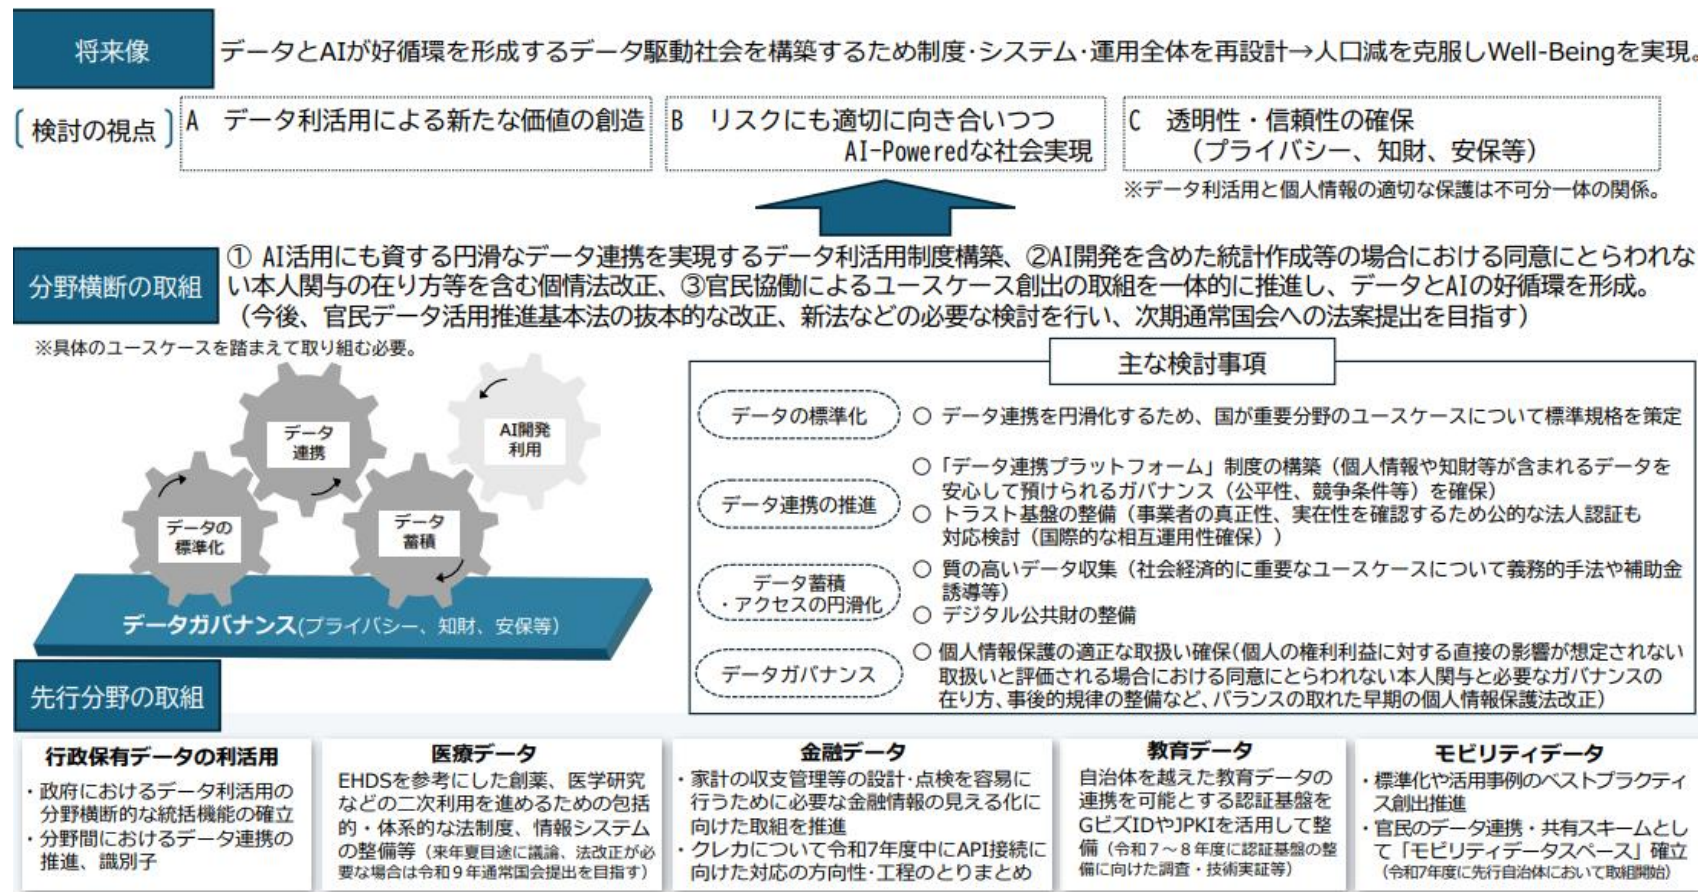 将来像
データとAIが好循環を形成するデータ駆動社会を構築するため制度･システム･運用全体を再設計→人口減を克服しWell-Beingを実現。
〔検討の視点〕
A　データ利活用による新たな価値の創造
B　リスクにも適切に向き合いつつ
AI-Poweredな社会実現
C　透明性・信頼性の確保
（プライバシー、知財、安保等）
※データ利活用と個人情報の適切な保護は不可分一体の関係。
分野横断の取組
① AI活用にも資する円滑なデータ連携を実現するデータ利活用制度構築、②AI開発を含めた統計作成等の場合における同意にとらわれな
い本人関与の在り方等を含む個情法改正、③官民協働によるユースケース創出の取組を一体的に推進し、データとAIの好循環を形成。
（今後、官民データ活用推進基本法の抜本的な改正、新法などの必要な検討を行い、次期通常国会への法案提出を目指す）
※具体のユースケースを踏まえて取り組む必要。
データ
連携
AI開発
利用
データの
標準化
データ
蓄積
データガバナンス(プライバシー、知財、安保等）
主な検討事項
データの標準化
○ データ連携を円滑化するため、国が重要分野のユースケースについて標準規格を策定
データ連携の推進
○「データ連携プラットフォーム」制度の構築（個人情報や知財等が含まれるデータを
安心して預けられるガバナンス（公平性、競争条件等）を確保）
○ トラスト基盤の整備（事業者の真正性、実在性を確認するため公的な法人認証も
対応検討（国際的な相互運用性確保））
データ蓄積
・アクセスの円滑化
○ 質の高いデータ収集（社会経済的に重要なユースケースについて義務的手法や補助金
誘導等）
○ デジタル公共財の整備
データガバナンス
○ 個人情報保護の適正な取扱い確保(個人の権利利益に対する直接の影響が想定されない
取扱いと評価される場合における同意にとらわれない本人関与と必要なガバナンスの
在り方、事後的規律の整備など、バランスの取れた早期の個人情報保護法改正）
先行分野の取組
行政保有データの利活用
・政府におけるデータ利活用の
分野横断的な統括機能の確立
・分野間におけるデータ連携の
推進、識別子
医療データ
EHDSを参考にした創薬、医学研究
などの二次利用を進めるための包括
的・体系的な法制度、情報システム
の整備等（来年夏目途に議論、法改正が必
要な場合は令和９年通常国会提出を目指す）
金融データ
・家計の収支管理等の設計･点検を容易に
行うために必要な金融情報の見える化に
向けた取組を推進
・クレカについて令和7年度中にAPI接続に
向けた対応の方向性･工程のとりまとめ
教育データ
自治体を越えた教育データの
連携を可能とする認証基盤を
GビズIDやJPKIを活用して整
備（令和７～８年度に認証基盤の整
備に向けた調査・技術実証等）
モビリティデータ
・標準化や活用事例のベストプラクティ
ス創出推進
・官民のデータ連携・共有スキームとし
て「モビリティデータスペース」確立
（令和7年度に先行自治体において取組開始）